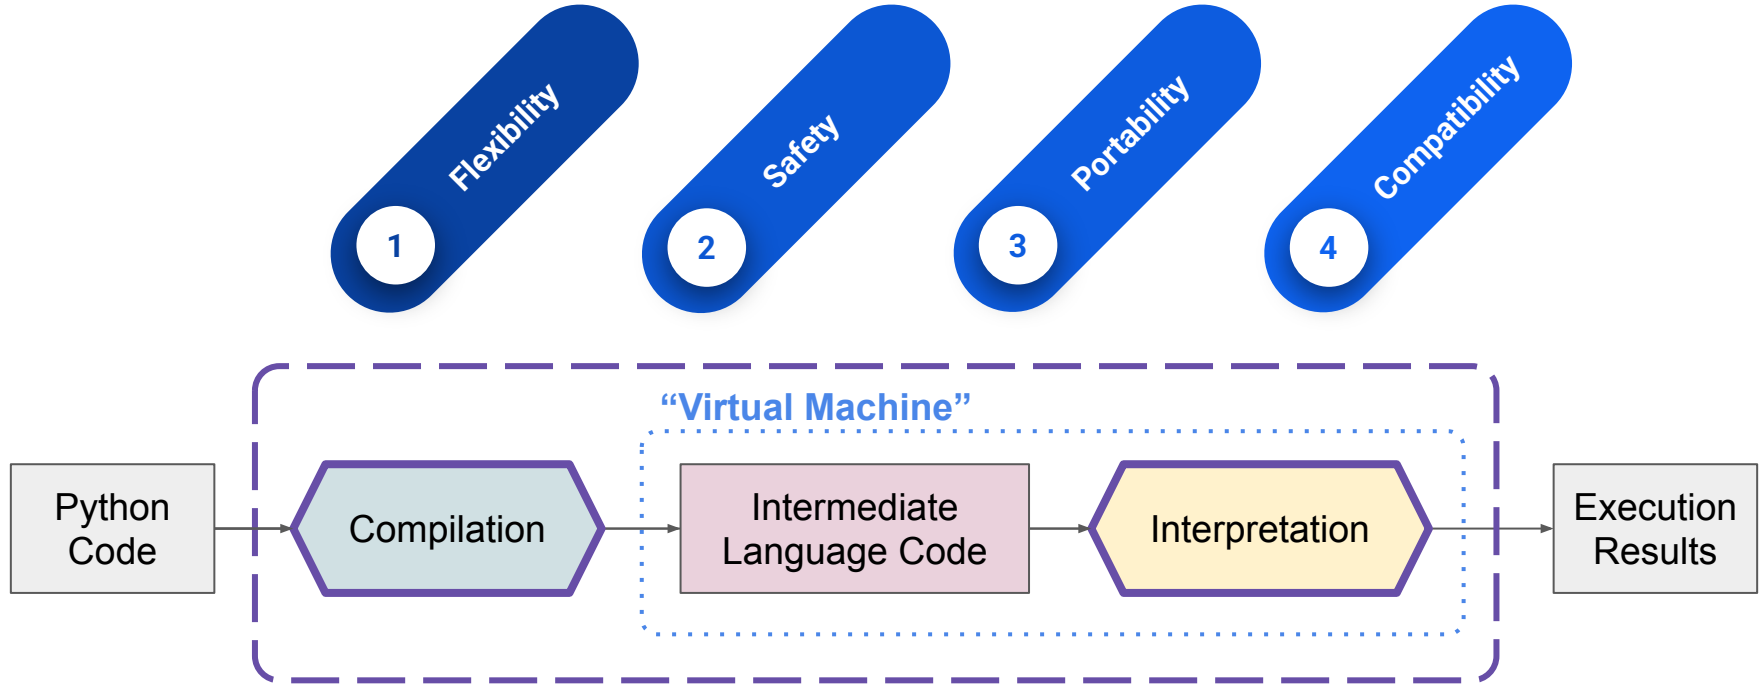 Flexibility
1
Safety
2
Portability
3
Compatibility
4
“Virtual Machine”
Python
Code
Compilation
Intermediate
Language Code
Interpretation
Execution
Results